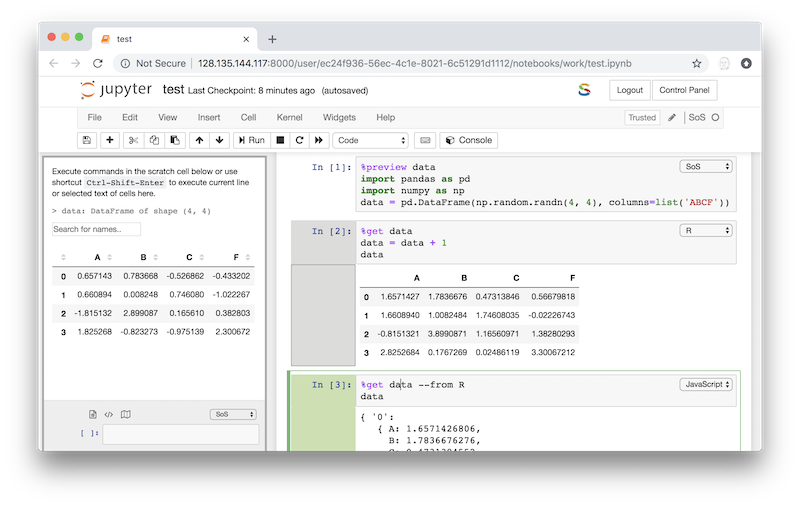 test
Not Secure | 128.135.144.117:8000/user/ec24f936-56ec-4c1e-8021-6c51291d1112/notebooks/work/test.ipynb
jupyter test Last Checkpoint: 8 minutes ago (autosaved)
Logout Control Panel
File Edit View Insert Cell Kernel Widgets Help
Trusted SoS
Run Code Console
Execute commands in the scratch cell below or use
shortcut Ctrl-Shift-Enter to execute current line
or selected text of cells here.
> data: DataFrame of shape (4, 4)
Search for names..
A B C F
0 0.657143 0.783668 -0.526862 -0.433202
1 0.660894 0.008248 0.746080 -1.022267
2 -1.815132 2.899087 0.165610 0.382803
3 1.825268 -0.823273 -0.975139 2.300672
SoS
[ ]:
In [1]: %preview data
SoS
import pandas as pd
import numpy as np
data = pd.DataFrame(np.random.randn(4, 4), columns=list('ABCF'))
In [2]: %get data
R
data = data + 1
data
A B C F
0 1.6571427 1.7836676 0.47313846 0.56679818
1 1.6608940 1.0082484 1.74608035 -0.02226743
2 -0.8151321 3.8990871 1.16560971 1.38280293
3 2.8252684 0.1767269 0.02486119 3.30067212
In [3]: %get data --from R
JavaScript
data
{ '0':
{ A: 1.6571426806,
B: 1.7836676276,